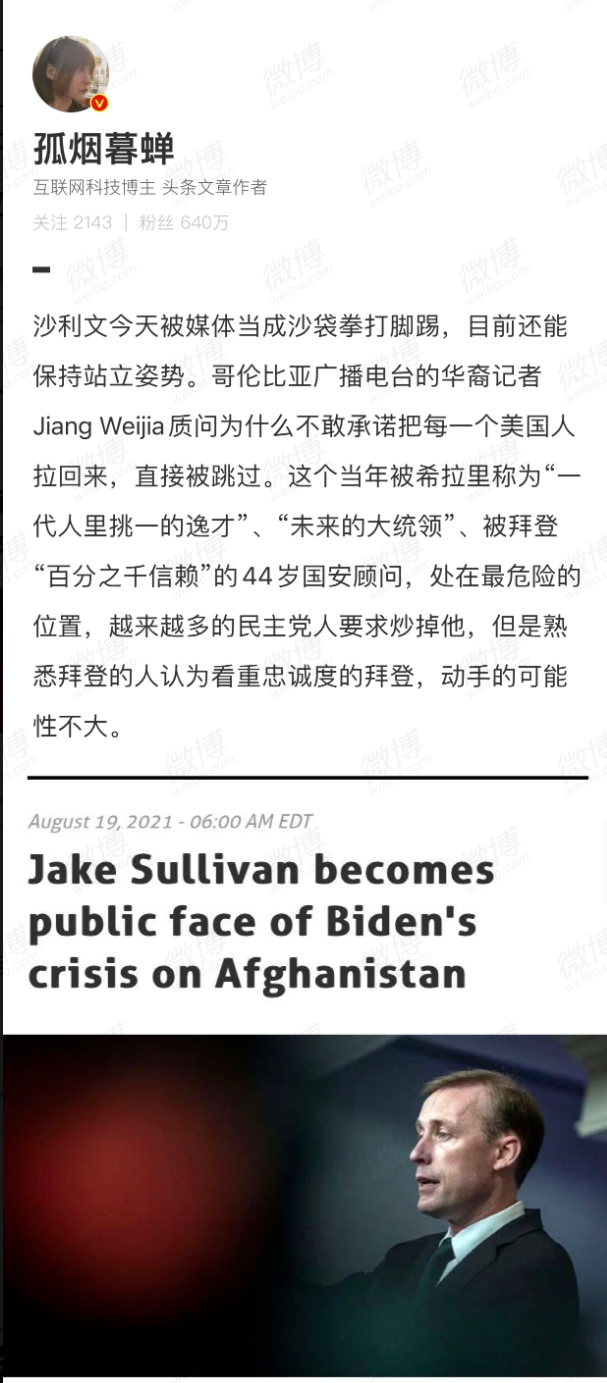 孤烟暮蝉
互联网科技博主 头条文章作者
关注 2143 | 粉丝 640万
沙利文今天被媒体当成沙袋拳打脚踢，目前还能
保持站立姿势。哥伦比亚广播电台的华裔记者
Jiang Weijia质问为什么不敢承诺把每一个美国人
拉回来，直接被跳过。这个当年被希拉里称为“一
代人里挑一的逸才”、“未来的大统领”、被拜登
“百分之千信赖”的44岁国安顾问，处在最危险的
位置，越来越多的民主党人要求炒掉他，但是熟
悉拜登的人认为看重忠诚度的拜登，动手的可能
性不大。
August 19, 2021 - 06:00 AM EDT
Jake Sullivan becomes
public face of Biden's
crisis on Afghanistan
微博
weibo.com